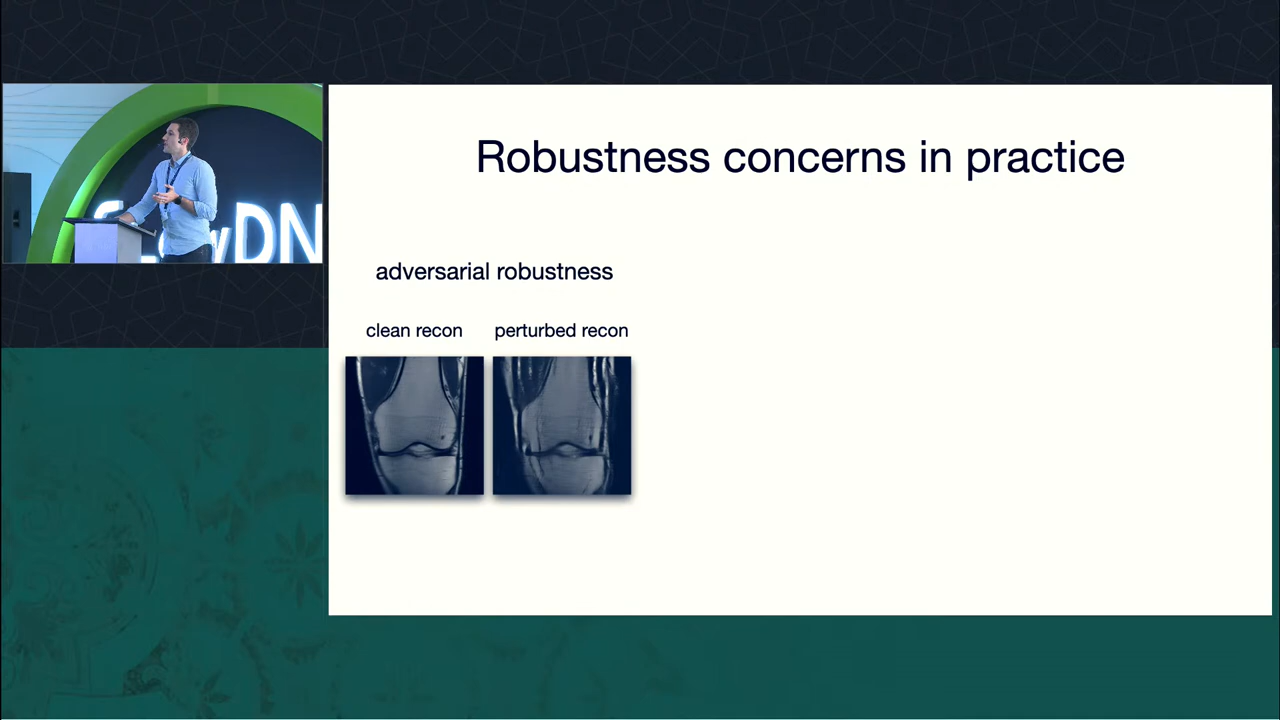 Robustness concerns in practice
adversarial robustness
clean recon perturbed recon